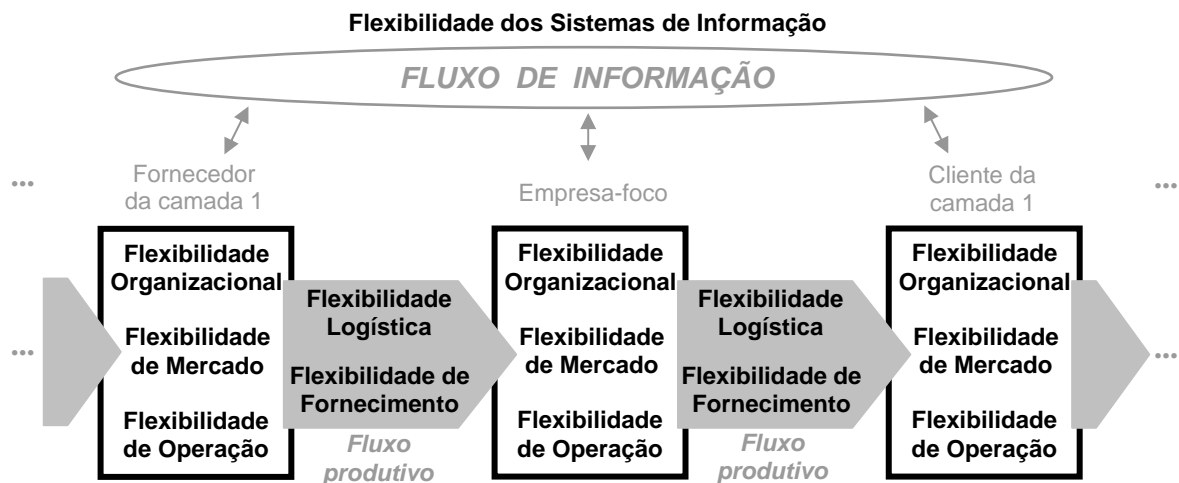 Flexibilidade dos Sistemas de Informação
FLUXO DE INFORMAÇÃO
...
Fornecedor
da camada 1
Empresa-foco
Cliente da
camada 1
...
Flexibilidade
Organizacional
Flexibilidade
de Mercado
Flexibilidade
de Operação
Flexibilidade
Logística
Flexibilidade de
Fornecimento
Fluxo
produtivo
Flexibilidade
Organizacional
Flexibilidade
de Mercado
Flexibilidade
de Operação
Flexibilidade
Logística
Flexibilidade de
Fornecimento
Fluxo
produtivo
Flexibilidade
Organizacional
Flexibilidade
de Mercado
Flexibilidade
de Operação
...
...